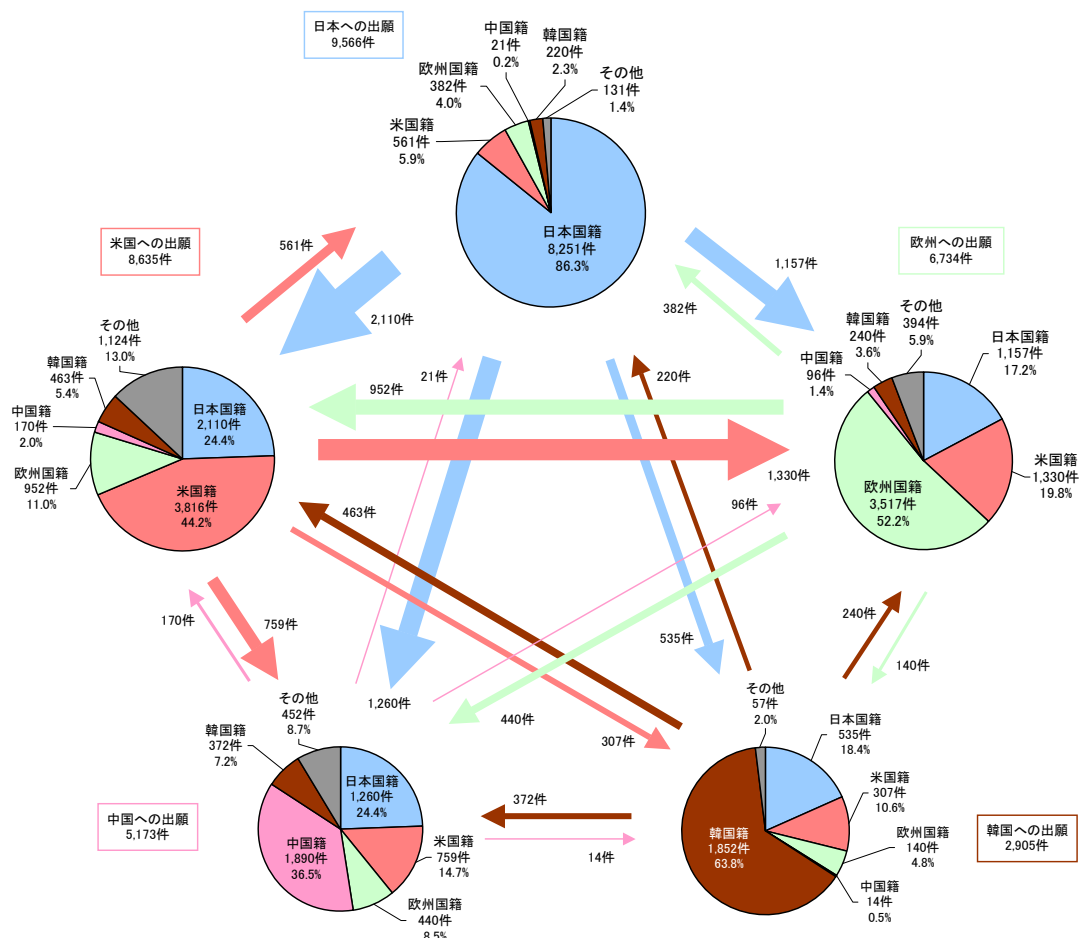 日本への出願
9,566件
中国籍
21件
0.2%
韓国籍
220件
2.3%
欧州国籍
382件
4.0%
その他
131件
1.4%
米国籍
561件
5.9%
日本国籍
8,251件
86.3%
米国への出願
8,635件
561件
2,110件
1,157件
382件
欧州への出願
6,734件
その他
1,124件
13.0%
韓国籍
463件
5.4%
中国籍
170件
2.0%
欧州国籍
952件
11.0%
日本国籍
2,110件
24.4%
米国籍
3,816件
44.2%
21件
952件
220件
1,330件
463件
96件
その他
394件
5.9%
韓国籍
240件
3.6%
中国籍
96件
1.4%
日本国籍
1,157件
17.2%
米国籍
1,330件
19.8%
欧州国籍
3,517件
52.2%
170件
759件
1,260件
440件
535件
307件
240件
140件
その他
452件
8.7%
韓国籍
372件
7.2%
日本国籍
1,260件
24.4%
中国籍
1,890件
36.5%
米国籍
759件
14.7%
欧州国籍
440件
8.5%
中国への出願
5,173件
372件
14件
その他
57件
2.0%
日本国籍
535件
18.4%
米国籍
307件
10.6%
欧州国籍
140件
4.8%
中国籍
14件
0.5%
韓国籍
1,852件
63.8%
韓国への出願
2,905件